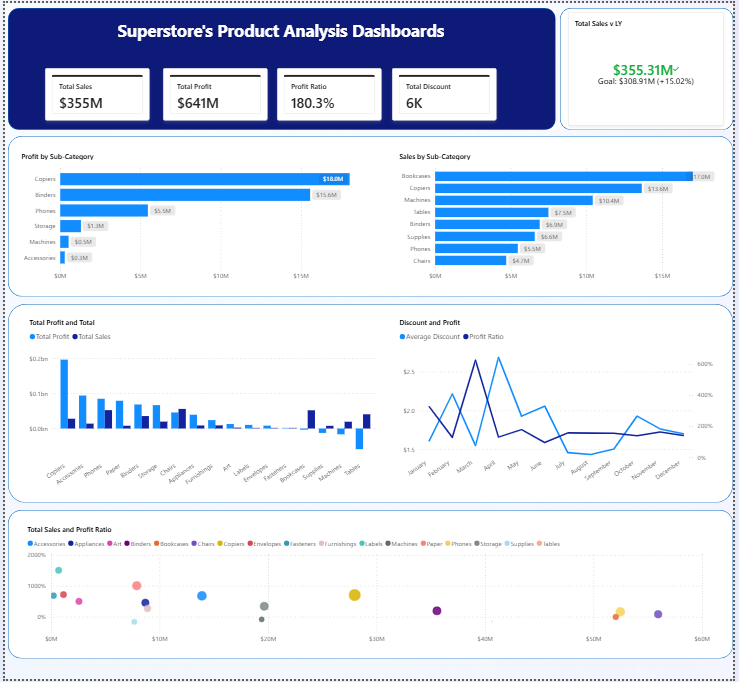 Superstore's Product Analysis Dashboards
Total Sales
$355M
Total Profit
$641M
Profit Ratio
180.3%
Total Discount
6K
Total Sales v LY
$355.31M
Goal: $308.91M (+15.02%)
Profit by Sub-Category
Copiers $18.0M
Binders $15.6M
Phones $5.5M
Storage $1.3M
Machines $0.5M
Accessories $0.3M
$0M $5M $10M $15M
Sales by Sub-Category
Bookcases 17.0M
Copiers $13.6M
Machines $10.4M
Tables $7.5M
Binders $6.9M
Supplies $6.6M
Phones $5.5M
Chairs $4.7M
$0M $5M $10M $15M
Total Profit and Total
Total Profit Total Sales
$0.2bn
$0.1bn
$0.0bn
Copiers Accessories Phones Paper Binders Storage Chairs Appliances Furnishings Art Labels Envelopes Fasteners Bookcases Supplies Machines Tables
Discount and Profit
Average Discount Profit Ratio
$2.5 600%
400%
$2.0
200%
$1.5 0%
January February March April May June July August September October November December
Total Sales and Profit Ratio
Accessories Appliances Art Binders Bookcases Chairs Copiers Envelopes Fasteners Furnishings Labels Machines Paper Phones Storage Supplies Tables
2000%
1000%
0%
$0M $10M $20M $30M $40M $50M $60M